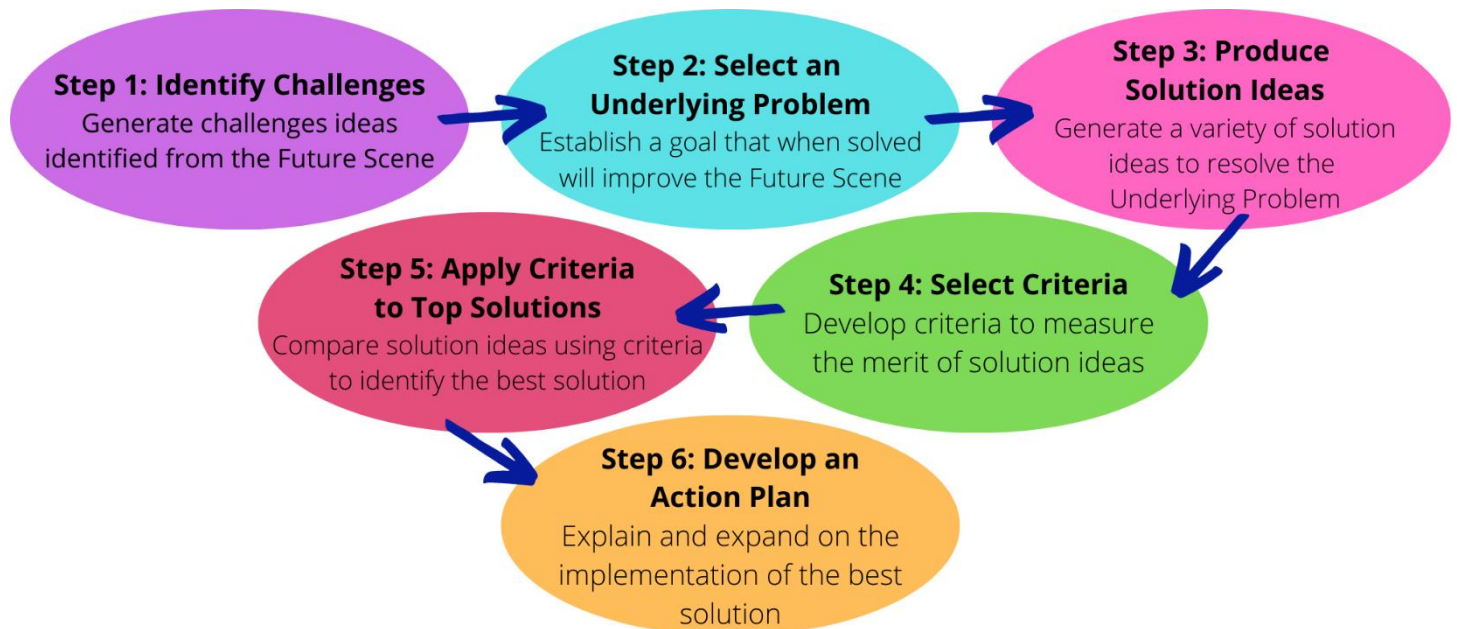 Step 1: Identify Challenges
Generate challenges ideas
identified from the Future Scene
Step 2: Select an
Underlying Problem
Establish a goal that when solved
will improve the Future Scene
Step 3: Produce
Solution Ideas
Generate a variety of solution
ideas to resolve the
Underlying Problem
Step 4: Select Criteria
Develop criteria to measure
the merit of solution ideas
Step 5: Apply Criteria
to Top Solutions
Compare solution ideas using criteria
to identify the best solution
Step 6: Develop an
Action Plan
Explain and expand on the
implementation of the best
solution